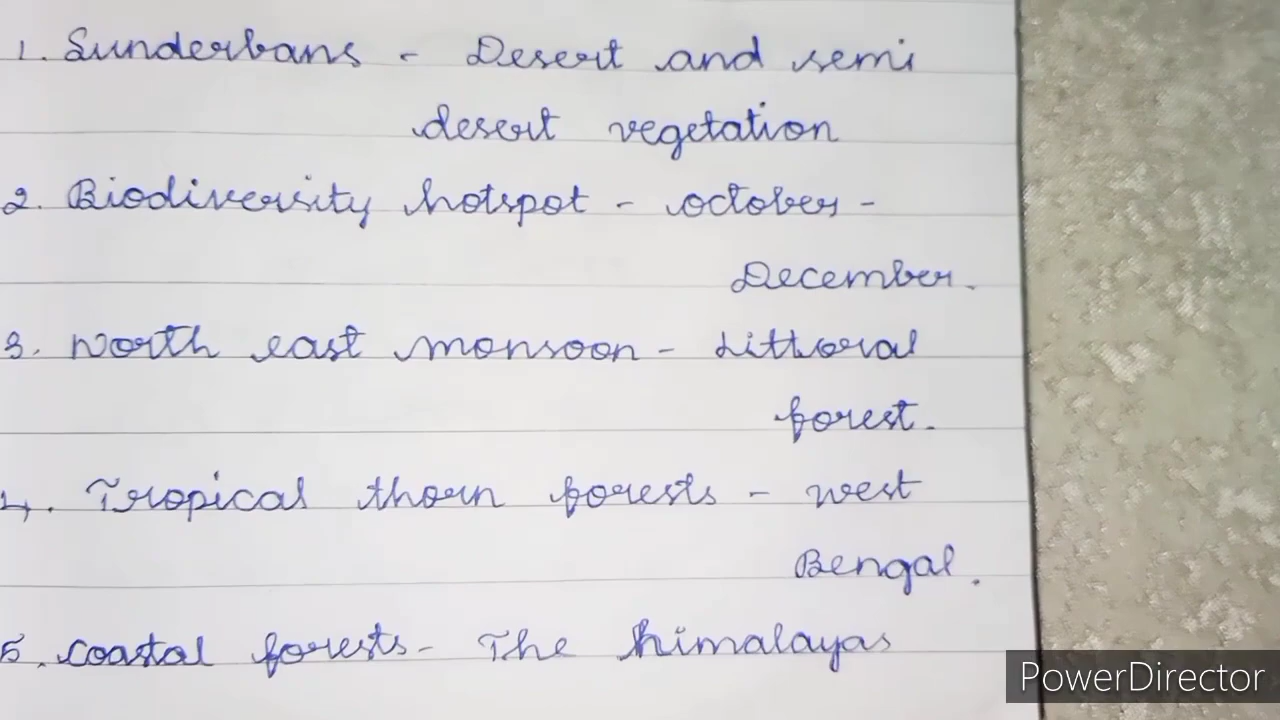 1. Sunderbans - Desert and semi
desert vegetation
2. Biodiversity hotspot - october -
December.
3. North east monsoon - Littoral
forest.
4. Tropical thorn forests - west
Bengal.
5. coastal forests - The himalayas
PowerDirector